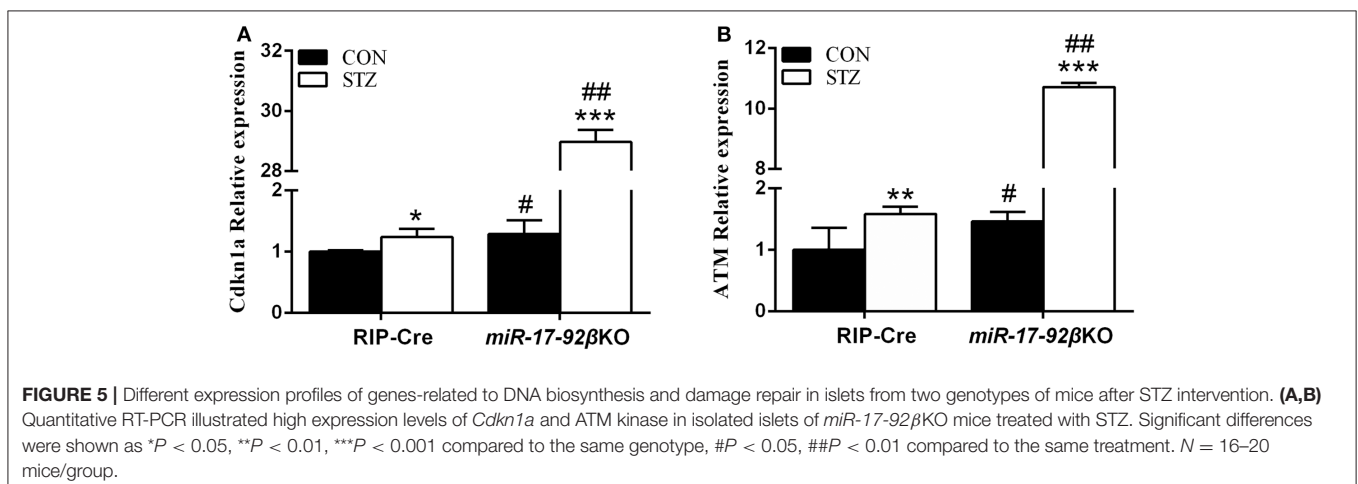 A
Cdkn1a Relative expression
32
30
28
2
1
0
CON
STZ
*
#
##
***
RIP-Cre
miR-17-92βKO
B
ATM Relative expression
12
10
8
2
1
0
CON
STZ
**
#
##
***
RIP-Cre
miR-17-92βKO
FIGURE 5 | Different expression profiles of genes-related to DNA biosynthesis and damage repair in islets from two genotypes of mice after STZ intervention. (A,B)
Quantitative RT-PCR illustrated high expression levels of Cdkn1a and ATM kinase in isolated islets of miR-17-92βKO mice treated with STZ. Significant differences
were shown as *P < 0.05, **P < 0.01, ***P < 0.001 compared to the same genotype, #P < 0.05, ##P < 0.01 compared to the same treatment. N = 16–20
mice/group.